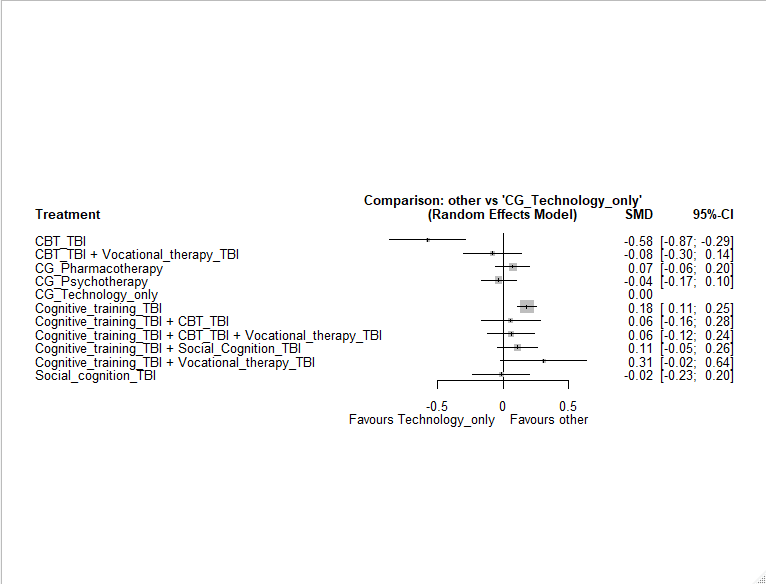 Comparison: other vs 'CG_Technology_only'
Treatment (Random Effects Model) SMD 95%-CI
CBT_TBI -0.58 [-0.87; -0.29]
CBT_TBI + Vocational_therapy_TBI -0.08 [-0.30; 0.14]
CG_Pharmacotherapy 0.07 [-0.06; 0.20]
CG_Psychotherapy -0.04 [-0.17; 0.10]
CG_Technology_only 0.00
Cognitive_training_TBI 0.18 [ 0.11; 0.25]
Cognitive_training_TBI + CBT_TBI 0.06 [-0.16; 0.28]
Cognitive_training_TBI + CBT_TBI + Vocational_therapy_TBI 0.06 [-0.12; 0.24]
Cognitive_training_TBI + Social_Cognition_TBI 0.11 [-0.05; 0.26]
Cognitive_training_TBI + Vocational_therapy_TBI 0.31 [-0.02; 0.64]
Social_cognition_TBI -0.02 [-0.23; 0.20]
-0.5 0 0.5
Favours Technology_only Favours other